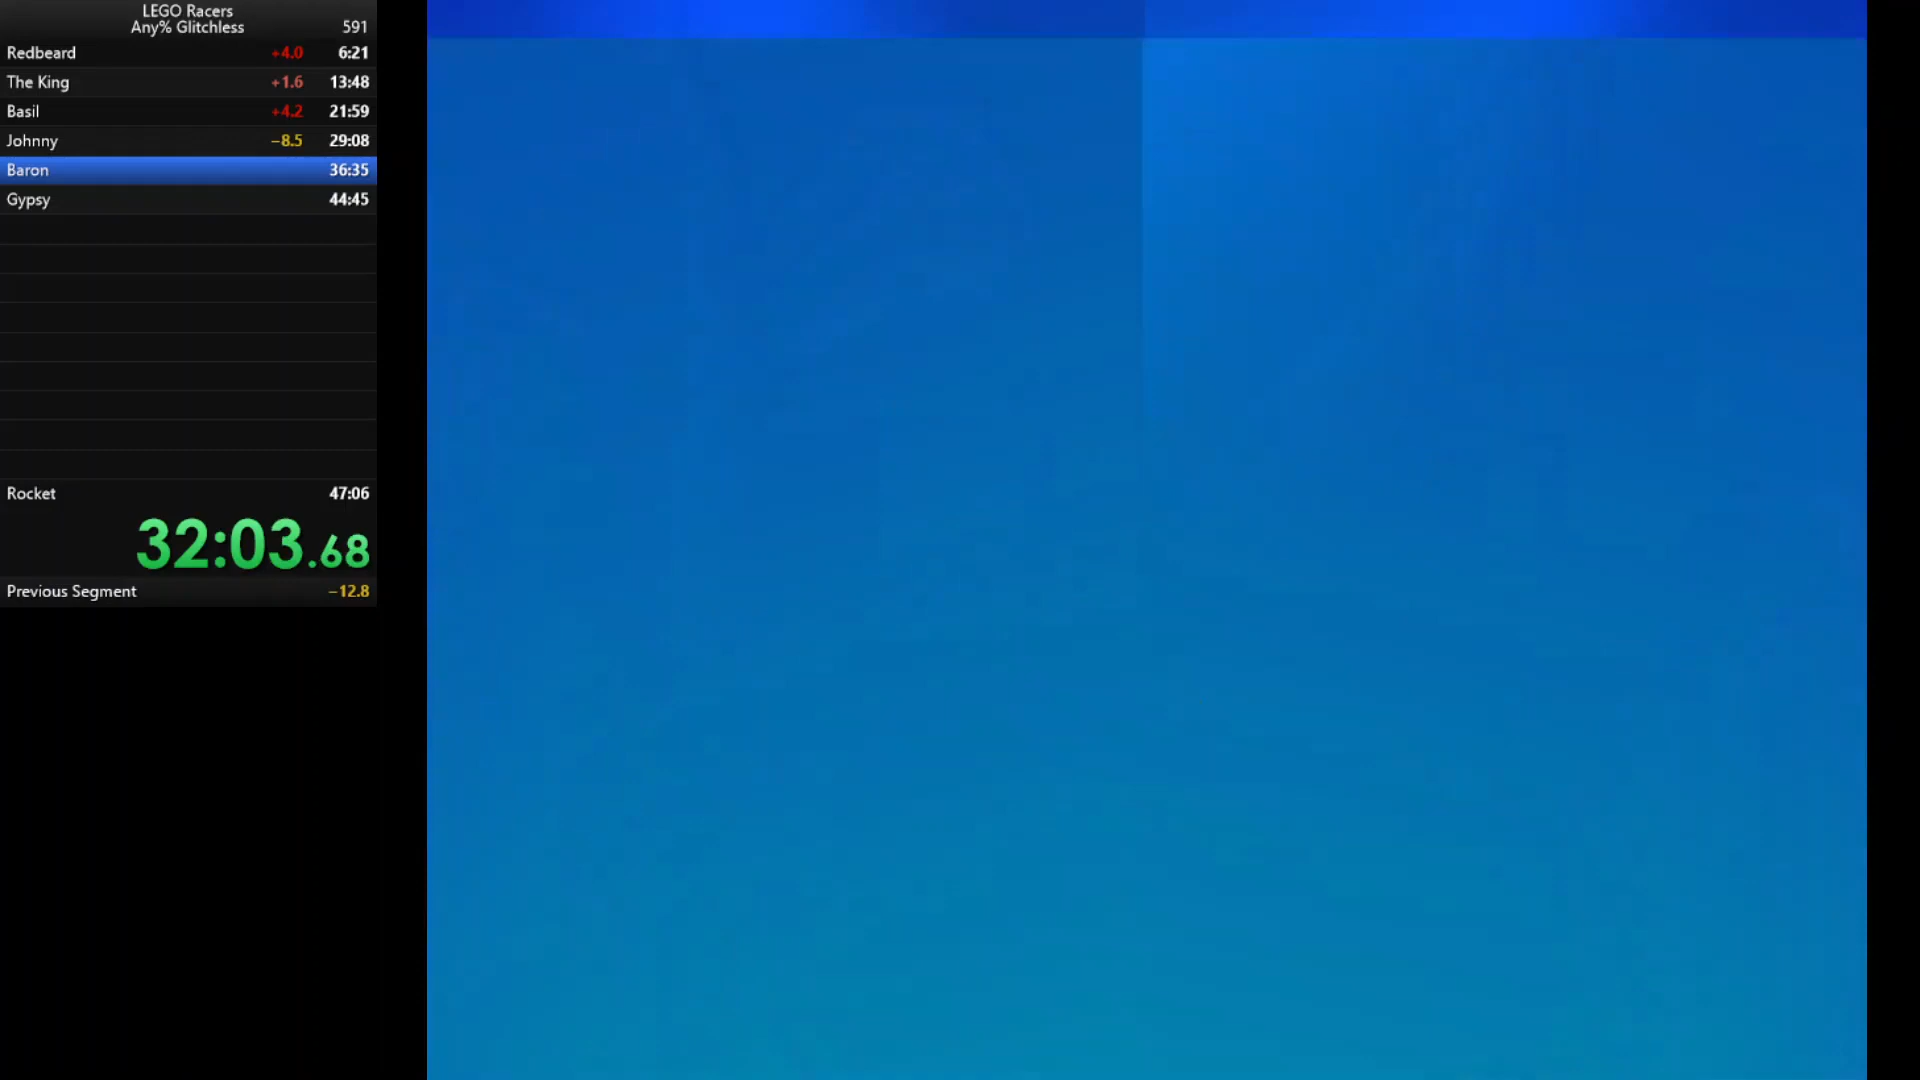 LEGO Racers
Any% Glitchless 591
Redbeard +4.0 6:21
The King +1.6 13:48
Basil +4.2 21:59
Johnny −8.5 29:08
Baron 36:35
Gypsy 44:45
Rocket 47:06
32:03.68
Previous Segment −12.8